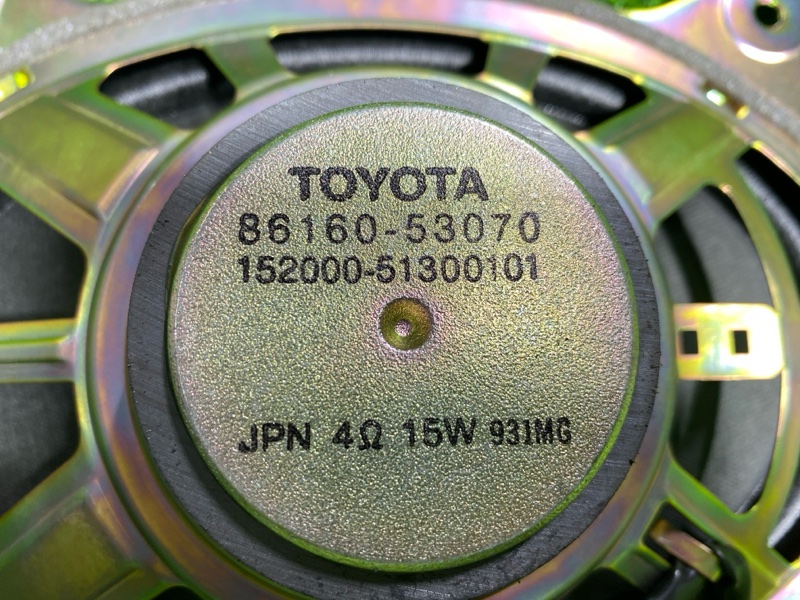 TOYOTA
86160-53070
152000-51300101
JPN 4Ω 15W 931MG